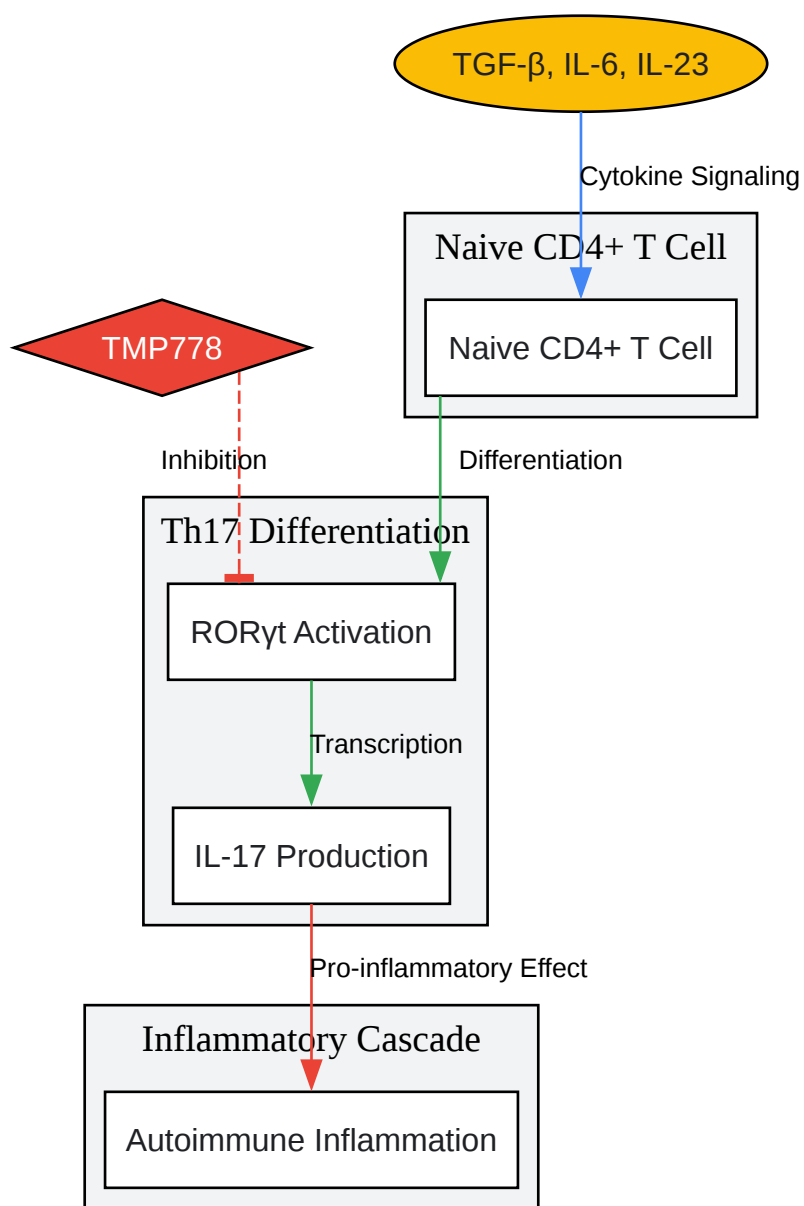 TGF-β, IL-6, IL-23
Cytokine Signaling
Naive CD4+ T Cell
Naive CD4+ T Cell
TMP778
Inhibition
Differentiation
Th17 Differentiation
RORγt Activation
Transcription
IL-17 Production
Pro-inflammatory Effect
Inflammatory Cascade
Autoimmune Inflammation